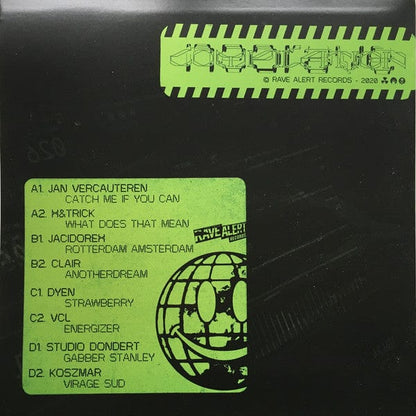 © RAVE ALERT RECORDS - 2020
A1. JAN VERCAUTEREN
CATCH ME IF YOU CAN
A2. X&TRICK
WHAT DOES THAT MEAN
B1. JACIDOREX
ROTTERDAM AMSTERDAM
B2. CLAIR
ANOTHERDREAM
C1. DYEN
STRAWBERRY
C2. VCL
ENERGIZER
D1. STUDIO DONDERT
GABBER STANLEY
D2. KOSZMAR
VIRAGE SUD
RAVE ALERT
RECORDS
026